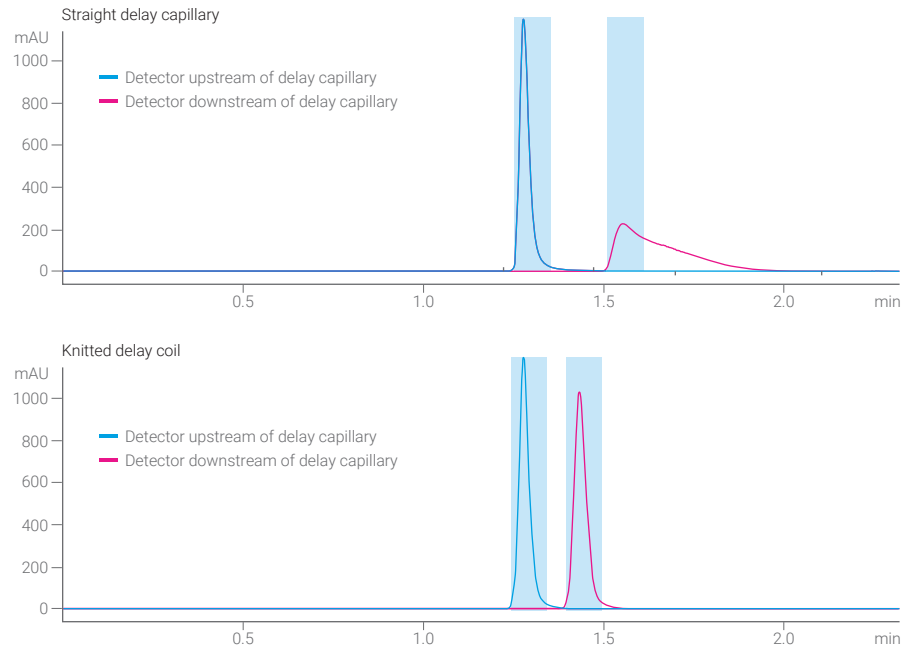 Straight delay capillary
mAU
1000
Detector upstream of delay capillary
Detector downstream of delay capillary
800
600
400
200
0
0.5 1.0 1.5 2.0 min
Knitted delay coil
mAU
1000
Detector upstream of delay capillary
Detector downstream of delay capillary
800
600
400
200
0
0.5 1.0 1.5 2.0 min